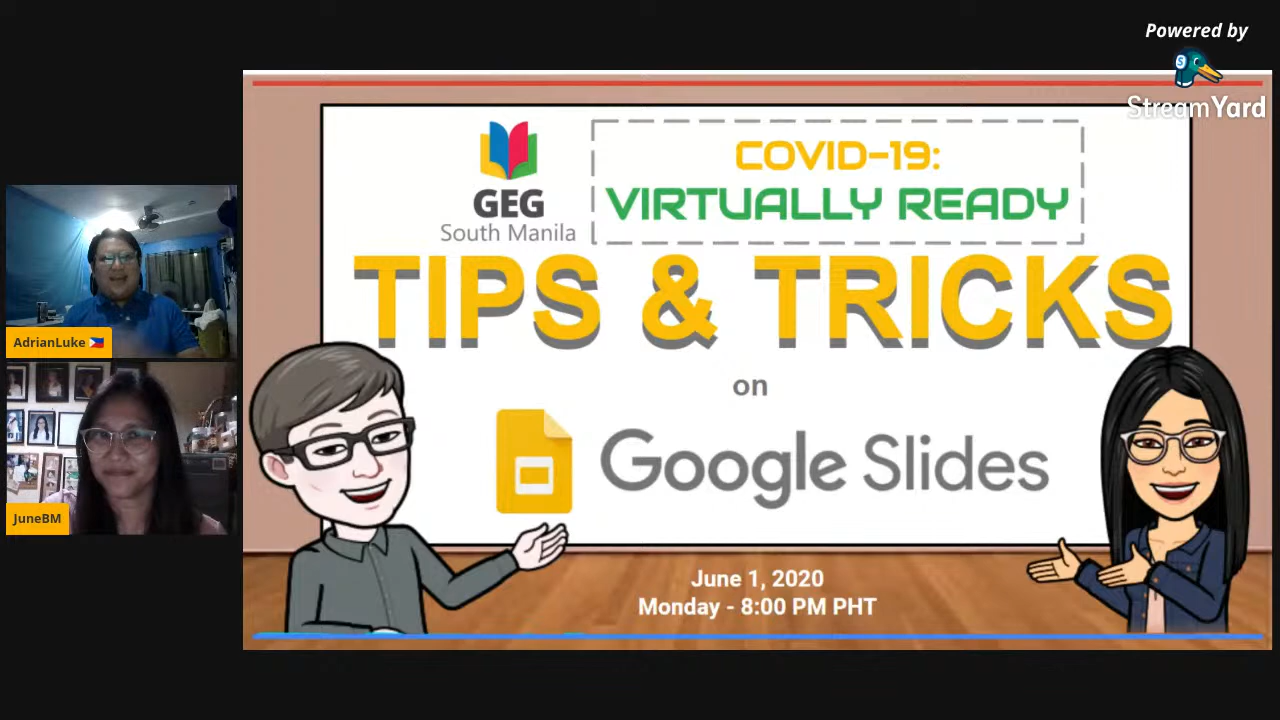 Powered by
StreamYard
GEG
South Manila
COVID-19:
VIRTUALLY READY
TIPS & TRICKS
on
Google Slides
June 1, 2020
Monday - 8:00 PM PHT
AdrianLuke 🇵🇭
JuneBM